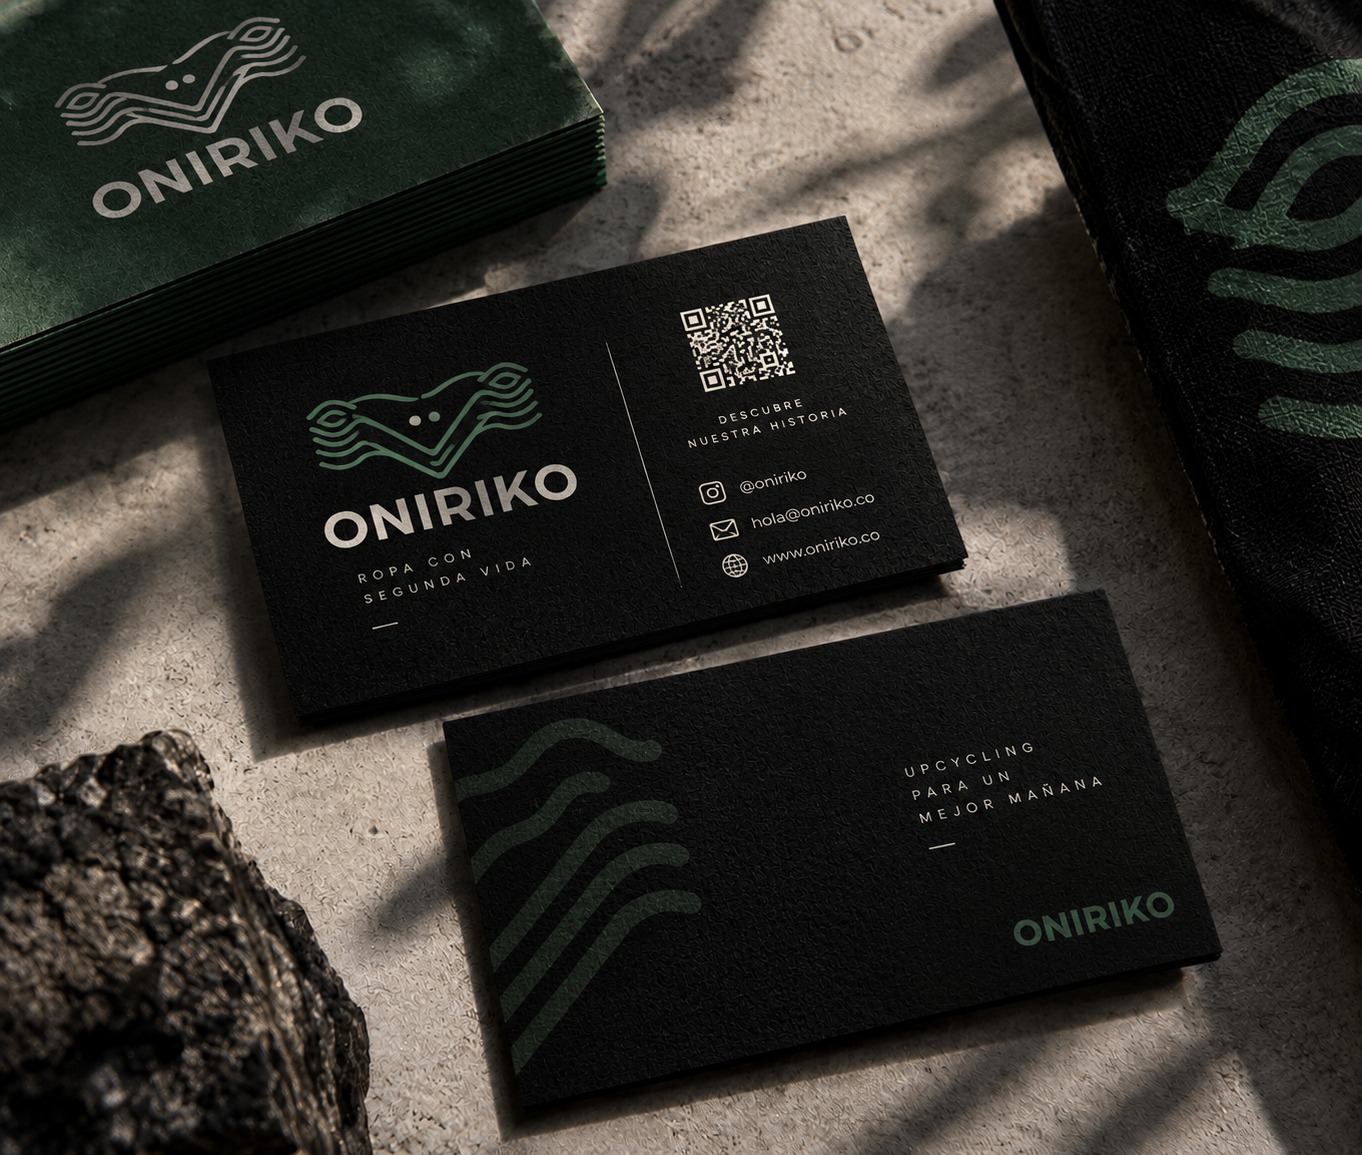 ONIRIKO
ONIRIKO
ROPA CON
SEGUNDA VIDA
DESCUBRE
NUESTRA HISTORIA
@oniriko
hola@oniriko.co
www.oniriko.co
UPCYCLING
PARA UN
MEJOR MAÑANA
ONIRIKO